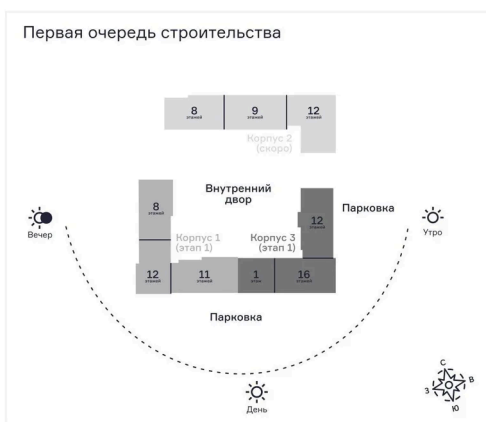 Первая очередь строительства
8
этажей
9
этажей
12
этажей
Корпус 2
(скоро)
8
этажей
Внутренний
двор
12
этажей
Парковка
Вечер
Утро
Корпус 1
(этап 1)
Корпус 3
(этап 1)
12
этажей
11
этажей
1
этаж
16
этажей
Парковка
День
С
В
З
Ю